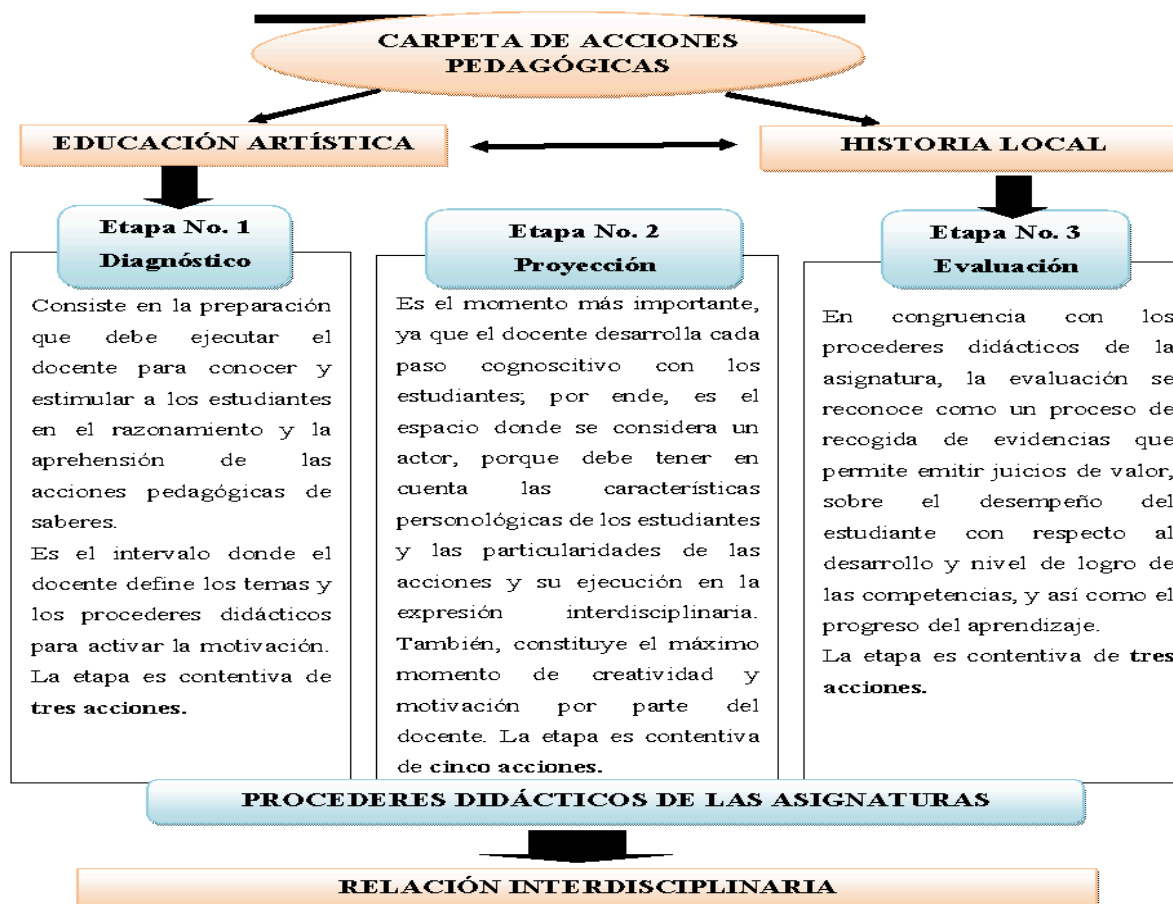 CARPETA DE ACCIONES
PEDAGÓGICAS
EDUCACIÓN ARTÍSTICA
HISTORIA LOCAL
Etapa No. 1
Diagnóstico
Consiste en la preparación
que debe ejecutar el
docente para conocer y
estimular a los estudiantes
en el razonamiento y la
aprehensión de las
acciones pedagógicas de
saberes.
Es el intervalo donde el
docente define los temas y
los procederes didácticos
para activar la motivación.
La etapa es contentiva de
tres acciones.
Etapa No. 2
Proyección
Es el momento más importante,
ya que el docente desarrolla cada
paso cognoscitivo con los
estudiantes; por ende, es el
espacio donde se considera un
actor, porque debe tener en
cuenta las características
personológicas de los estudiantes
y las particularidades de las
acciones y su ejecución en la
expresión interdisciplinaria.
También, constituye el máximo
momento de creatividad y
motivación por parte del
docente. La etapa es contentiva
de cinco acciones.
Etapa No. 3
Evaluación
En congruencia con los
procederes didácticos de la
asignatura, la evaluación se
reconoce como un proceso de
recogida de evidencias que
permite emitir juicios de valor,
sobre el desempeño del
estudiante con respecto al
desarrollo y nivel de logro de
las competencias, y así como el
progreso del aprendizaje.
La etapa es contentiva de tres
acciones.
PROCEDERES DIDÁCTICOS DE LAS ASIGNATURAS
RELACIÓN INTERDISCIPLINARIA